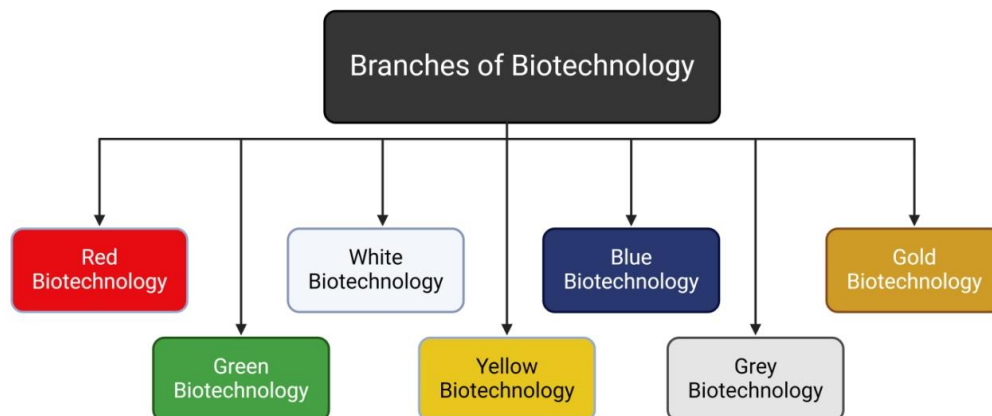 Branches of Biotechnology
Red
Biotechnology
White
Biotechnology
Blue
Biotechnology
Gold
Biotechnology
Green
Biotechnology
Yellow
Biotechnology
Grey
Biotechnology